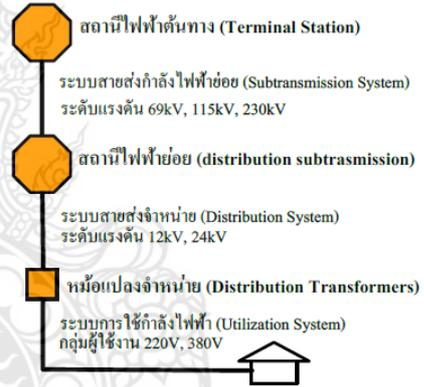 สถานีไฟฟ้าต้นทาง (Terminal Station)
ระบบสายส่งกำลังไฟฟ้าย่อย (Subtransmission System)
ระดับแรงดัน 69kV, 115kV, 230kV
สถานีไฟฟ้าย่อย (distribution subtrasmission)
ระบบสายส่งจำหน่าย (Distribution System)
ระดับแรงดัน 12kV, 24kV
หม้อแปลงจำหน่าย (Distribution Transformers)
ระบบการใช้กำลังไฟฟ้า (Utilization System)
กลุ่มผู้ใช้งาน 220V, 380V